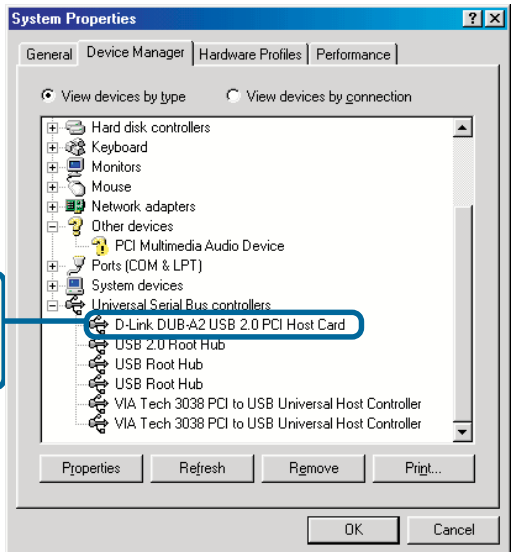 System Properties
General Device Manager Hardware Profiles Performance
View devices by type View devices by connection
Hard disk controllers
Keyboard
Monitors
Mouse
Network adapters
Other devices
PCI Multimedia Audio Device
Ports (COM & LPT)
System devices
Universal Serial Bus controllers
D-Link DUB-A2 USB 2.0 PCI Host Card
USB 2.0 Root Hub
USB Root Hub
USB Root Hub
VIA Tech 3038 PCI to USB Universal Host Controller
VIA Tech 3038 PCI to USB Universal Host Controller
Properties Refresh Remove Print...
OK Cancel